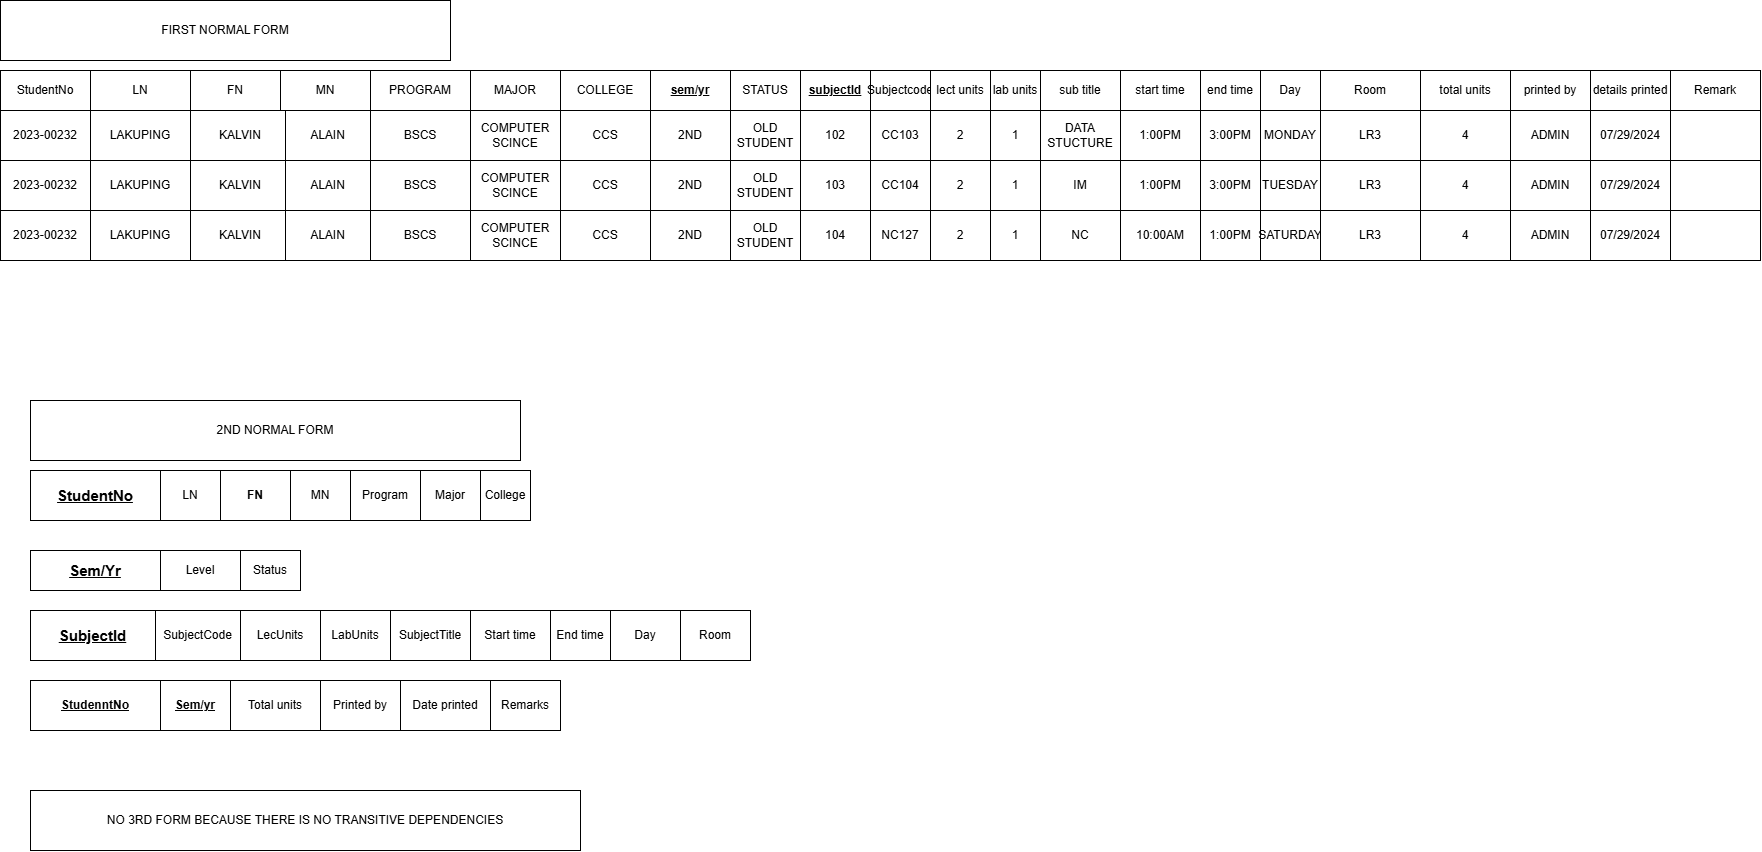 FIRST NORMAL FORM
StudentNo LN FN MN PROGRAM MAJOR COLLEGE sem/yr STATUS subjectId Subjectcode lect units lab units sub title start time end time Day Room total units printed by details printed Remark
2023-00232 LAKUPING KALVIN ALAIN BSCS COMPUTER SCINCE CCS 2ND OLD STUDENT 102 CC103 2 1 DATA STUCTURE 1:00PM 3:00PM MONDAY LR3 4 ADMIN 07/29/2024
2023-00232 LAKUPING KALVIN ALAIN BSCS COMPUTER SCINCE CCS 2ND OLD STUDENT 103 CC104 2 1 IM 1:00PM 3:00PM TUESDAY LR3 4 ADMIN 07/29/2024
2023-00232 LAKUPING KALVIN ALAIN BSCS COMPUTER SCINCE CCS 2ND OLD STUDENT 104 NC127 2 1 NC 10:00AM 1:00PM SATURDAY LR3 4 ADMIN 07/29/2024
2ND NORMAL FORM
StudentNo LN FN MN Program Major College
Sem/Yr Level Status
SubjectId SubjectCode LecUnits LabUnits SubjectTitle Start time End time Day Room
StudenntNo Sem/yr Total units Printed by Date printed Remarks
NO 3RD FORM BECAUSE THERE IS NO TRANSITIVE DEPENDENCIES